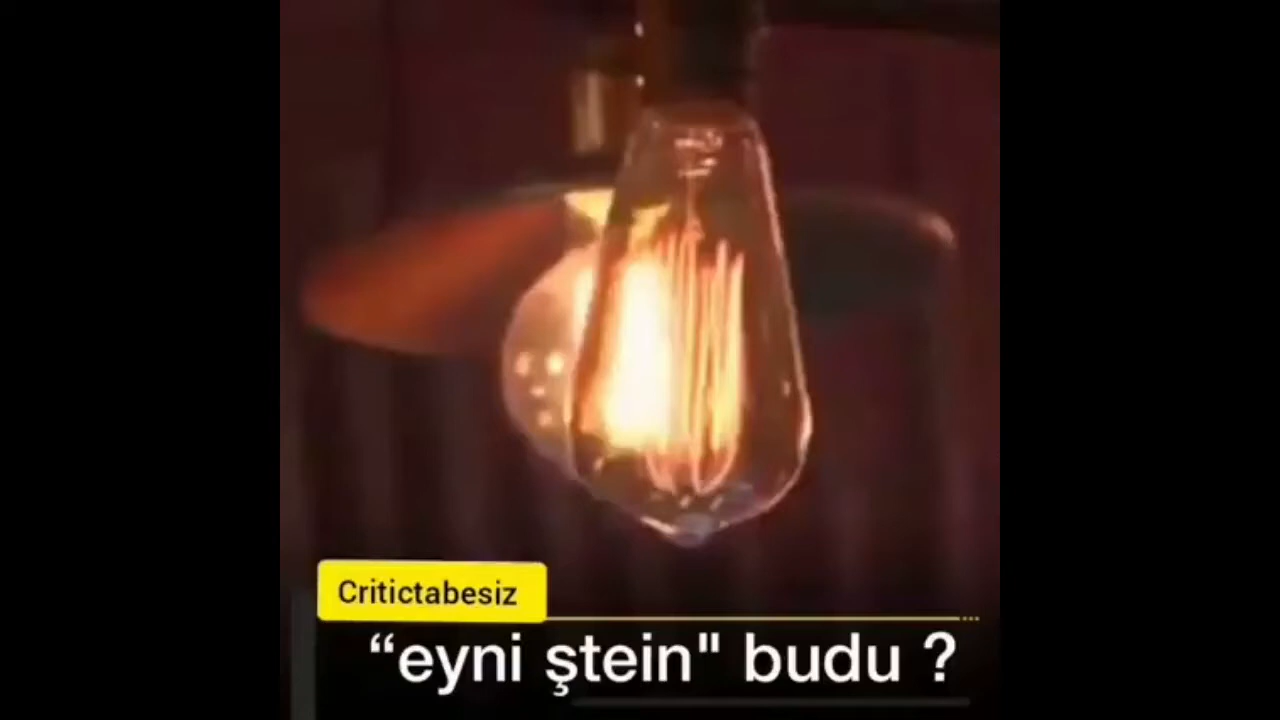 Critictabesiz
“eyni ştein" budu ?